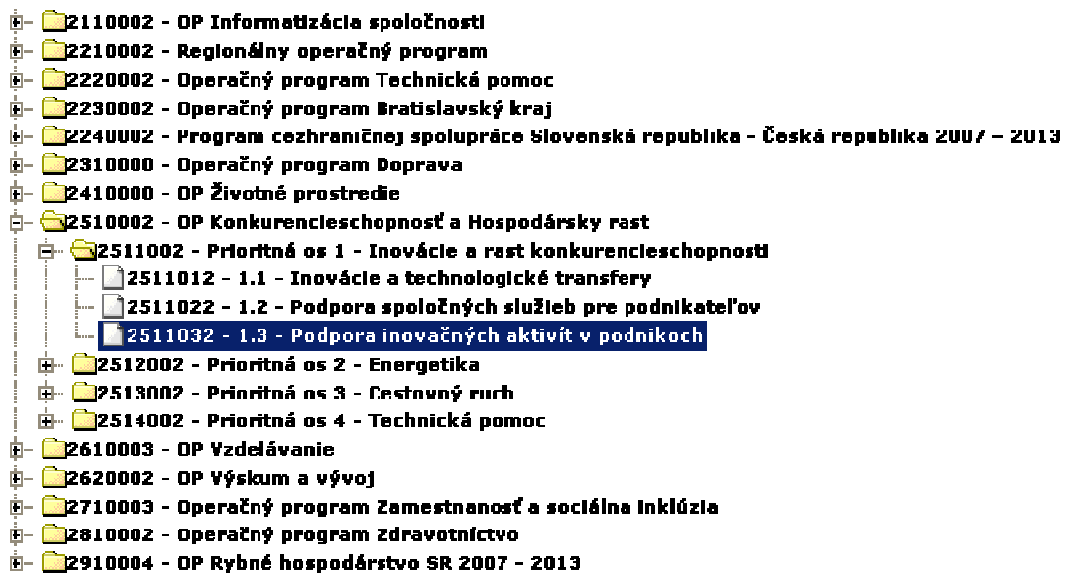 2110002 - OP Informatizácia spoločnosti
2210002 - Regionálny operačný program
2220002 - Operačný program Technická pomoc
2230002 - Operačný program Bratislavský kraj
2240002 - Program cezhraničnej spolupráce Slovenská republika - Česká republika 2007 – 2013
2310000 - Operačný program Doprava
2410000 - OP Životné prostredie
2510002 - OP Konkurencieschopnosť a Hospodársky rast
2511002 - Prioritná os 1 - Inovácie a rast konkurencieschopnosti
2511012 - 1.1 - Inovácie a technologické transfery
2511022 - 1.2 - Podpora spoločných služieb pre podnikateľov
2511032 - 1.3 - Podpora inovačných aktivít v podnikoch
2512002 - Prioritná os 2 - Energetika
2513002 - Prioritná os 3 - Cestovný ruch
2514002 - Prioritná os 4 - Technická pomoc
2610003 - OP Vzdelávanie
2620002 - OP Výskum a vývoj
2710003 - Operačný program Zamestnanosť a sociálna inklúzia
2810002 - Operačný program Zdravotníctvo
2910004 - OP Rybné hospodárstvo SR 2007 - 2013